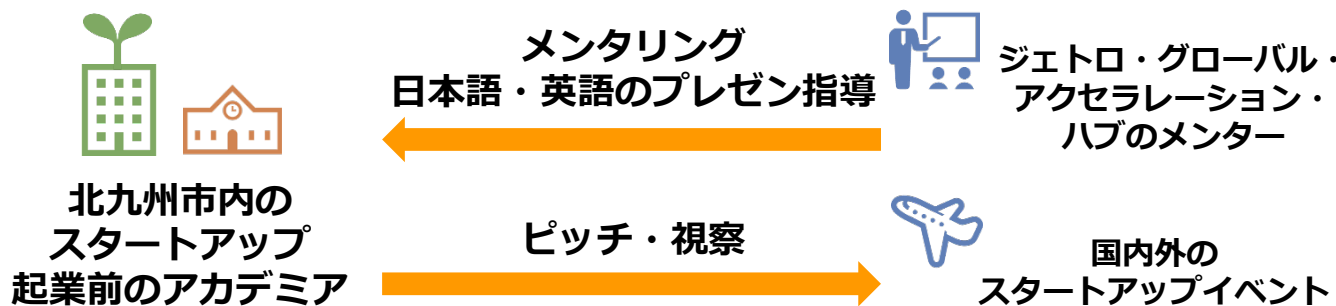 メンタリング
日本語・英語のプレゼン指導
ジェトロ・グローバル・
アクセラレーション・
ハブのメンター
北九州市内の
スタートアップ
起業前のアカデミア
ピッチ・視察
国内外の
スタートアップイベント